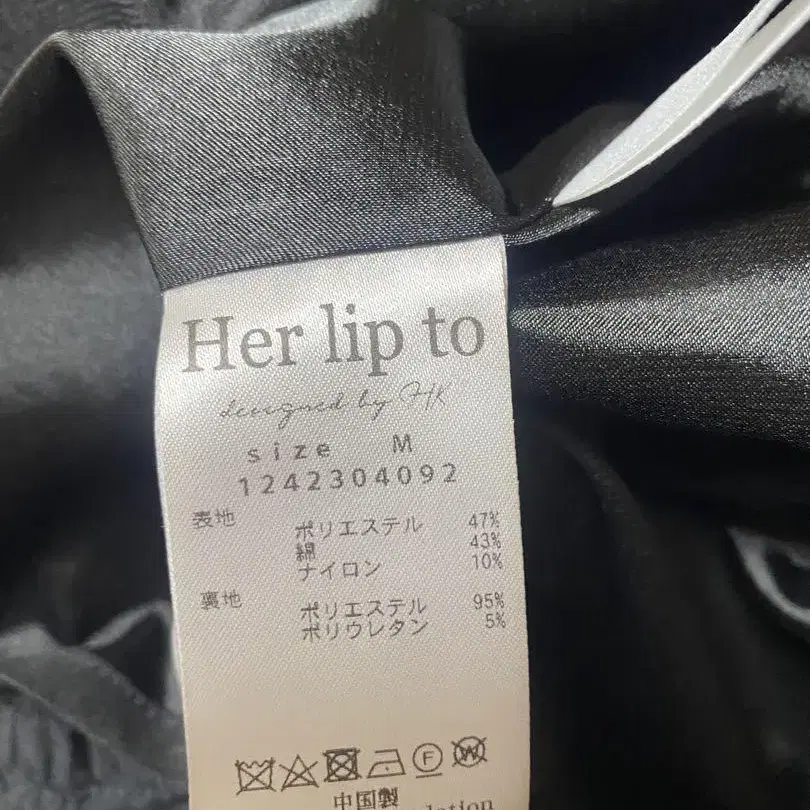 Her lip to
designed by HK
size M
1242304092
表地 ポリエステル 47%
綿 43%
ナイロン 10%
裏地 ポリエステル 95%
ポリウレタン 5%
F W
中国製